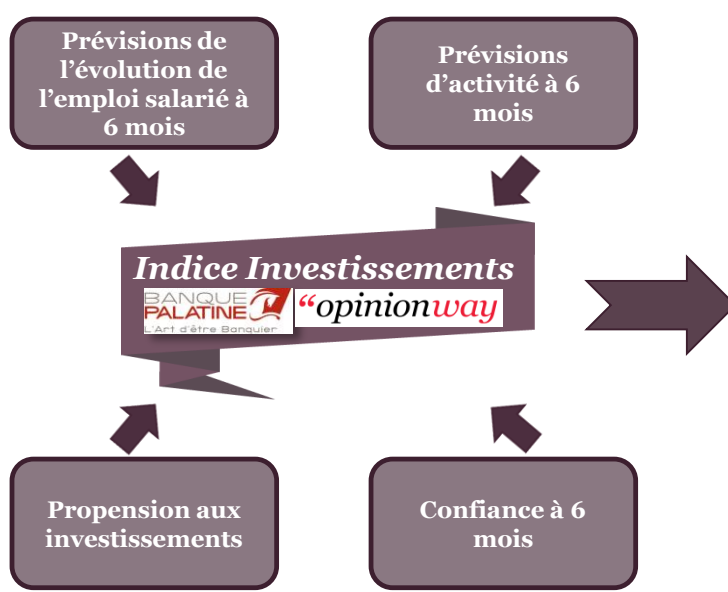 Prévisions de
l’évolution de
l’emploi salarié à
6 mois
Prévisions
d’activité à 6
mois
Indice Investissements
BANQUE
PALATINE
L'Art d'être Banquier
“opinionway
Propension aux
investissements
Confiance à 6
mois